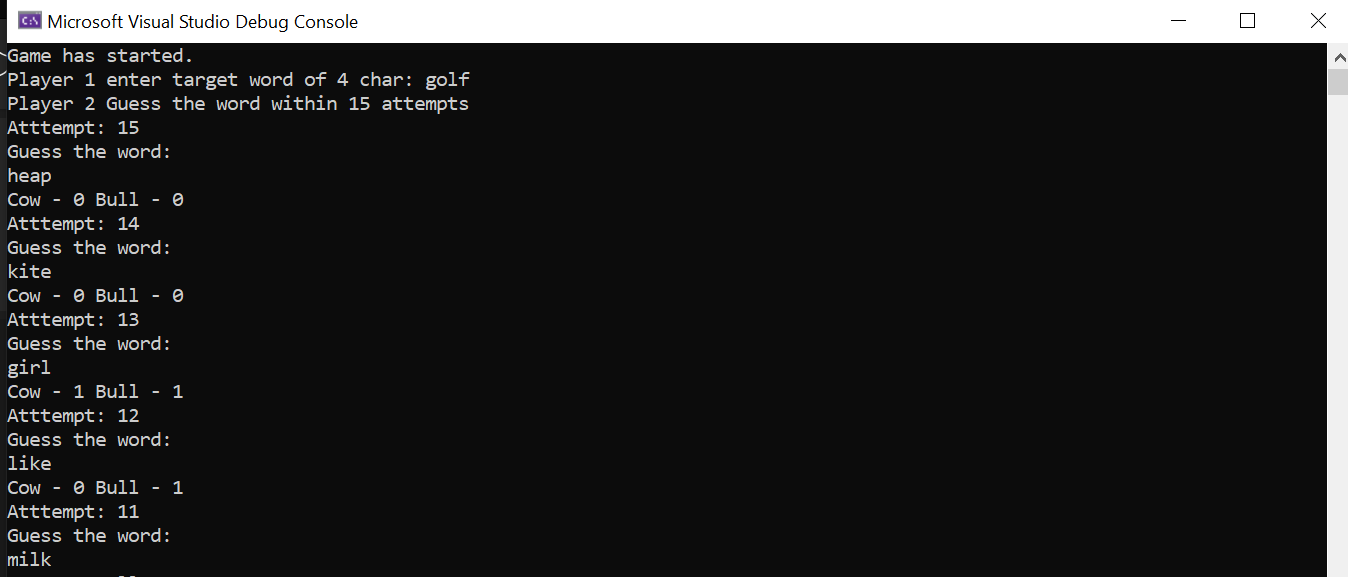 Microsoft Visual Studio Debug Console
Game has started.
Player 1 enter target word of 4 char: golf
Player 2 Guess the word within 15 attempts
Atttempt: 15
Guess the word:
heap
Cow - 0 Bull - 0
Atttempt: 14
Guess the word:
kite
Cow - 0 Bull - 0
Atttempt: 13
Guess the word:
girl
Cow - 1 Bull - 1
Atttempt: 12
Guess the word:
like
Cow - 0 Bull - 1
Atttempt: 11
Guess the word:
milk